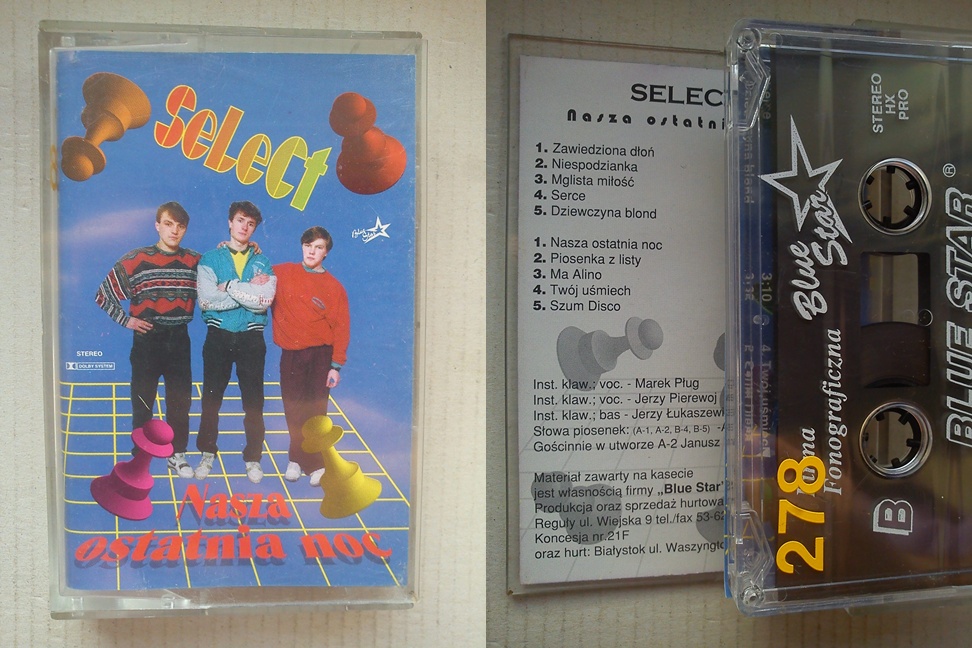 Select
Blue Star
STEREO
DOLBY SYSTEM
Nasza
ostatnia noc
SELEC
Nasza ostatni
1. Zawiedziona dłoń
2. Niespodzianka
3. Mglista miłość
4. Serce
5. Dziewczyna blond
1. Nasza ostatnia noc
2. Piosenka z listy
3. Ma Alino
4. Twój uśmiech
5. Szum Disco
Inst. klaw.; voc. - Marek Pług
Inst. klaw.; voc. - Jerzy Pierewoj
Inst. klaw.; bas - Jerzy Łukaszew
Słowa piosenek: (A-1, A-2, B-4, B-5) -A
Gościnnie w utworze A-2 Janusz
Materiał zawarty na kasecie
jest własnością firmy „Blue Star"
Produkcja oraz sprzedaż hurtowa
Reguły ul. Wiejska 9 tel./fax 53-62
Koncesja nr.21F
oraz hurt: Białystok ul. Waszyngto
STEREO
HX
PRO
Blue
Star
Fonograficzna
278
B
BLUE STAR ®
3:10